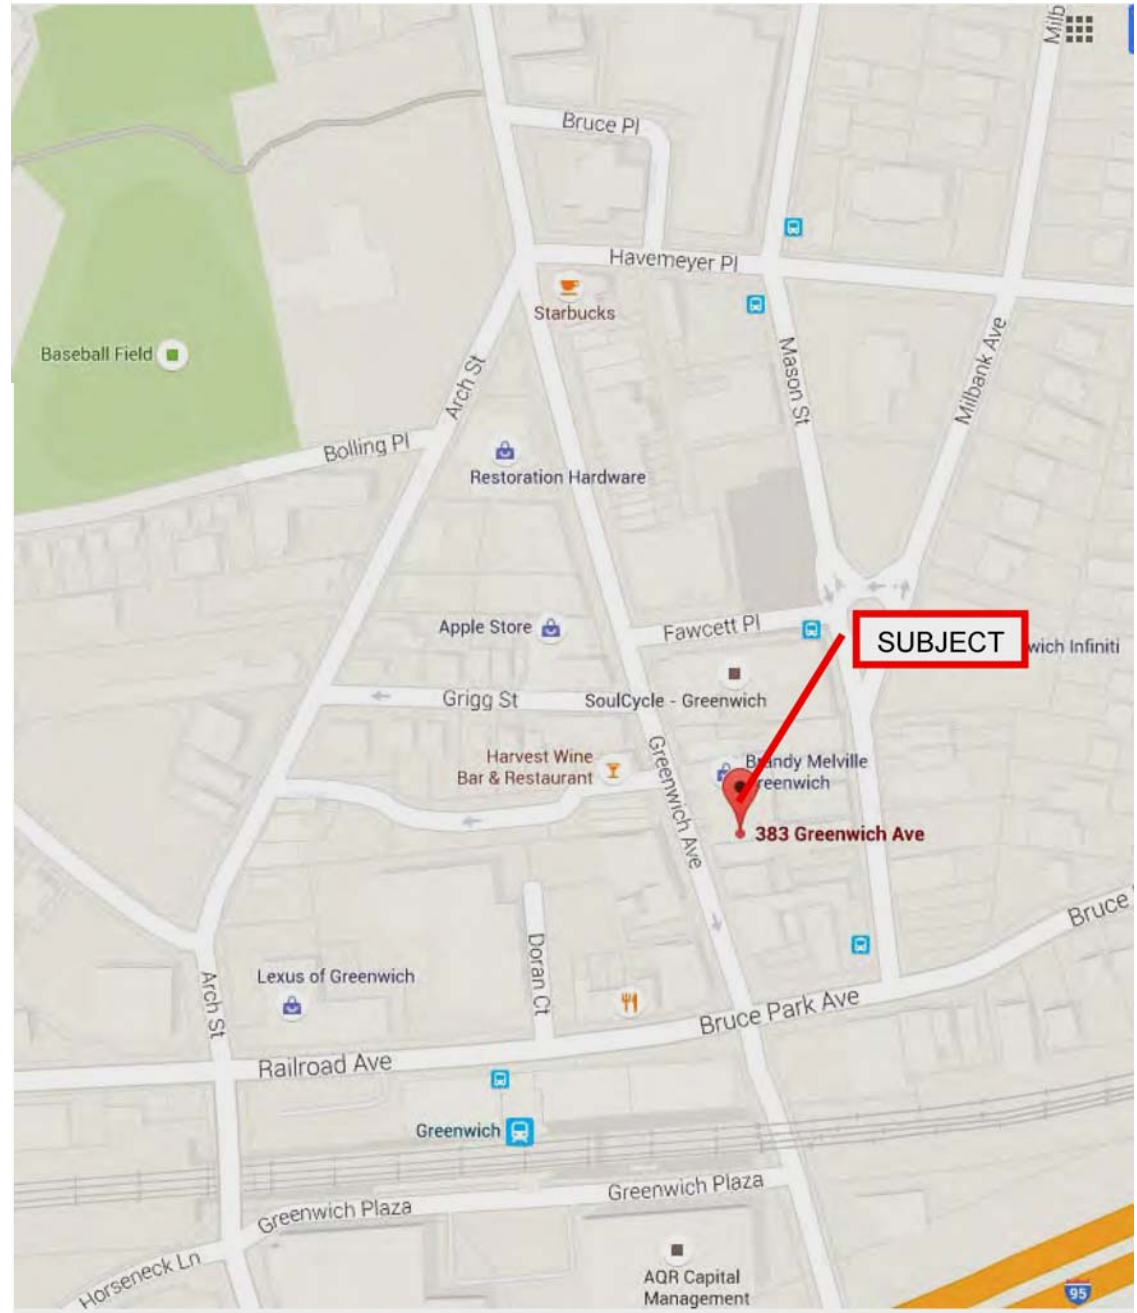 Milb
Bruce Pl
Havemeyer Pl
Starbucks
Baseball Field
Arch St
Mason St
Milbank Ave
Bolling Pl
Restoration Hardware
Apple Store
Fawcett Pl
SUBJECT
wich Infiniti
Grigg St
SoulCycle - Greenwich
Harvest Wine
Bar & Restaurant
Greenwich Ave
Brandy Melville
reenwich
383 Greenwich Ave
Bruce
Doran Ct
Lexus of Greenwich
Arch St
Bruce Park Ave
Railroad Ave
Greenwich
Greenwich Plaza
Greenwich Plaza
Horseneck Ln
AQR Capital
Management
95